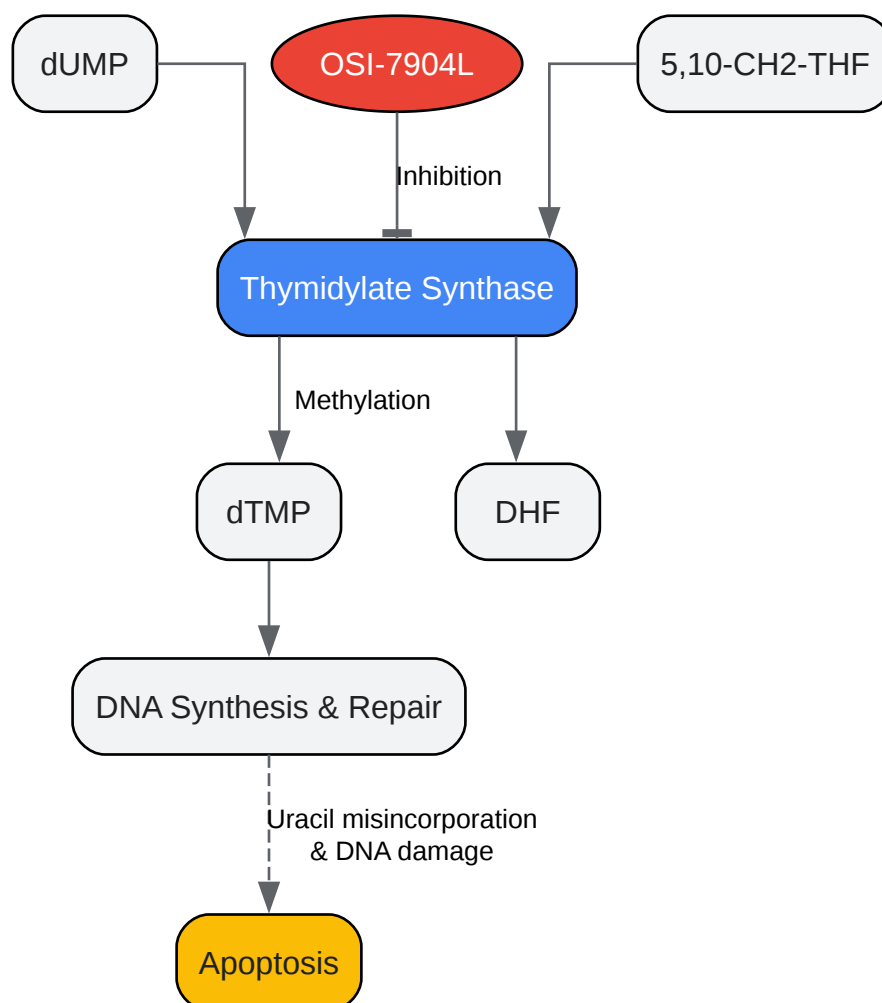 dUMP
OSI-7904L
5,10-CH2-THF
Inhibition
Thymidylate Synthase
Methylation
dTMP
DHF
DNA Synthesis & Repair
Uracil misincorporation
& DNA damage
Apoptosis